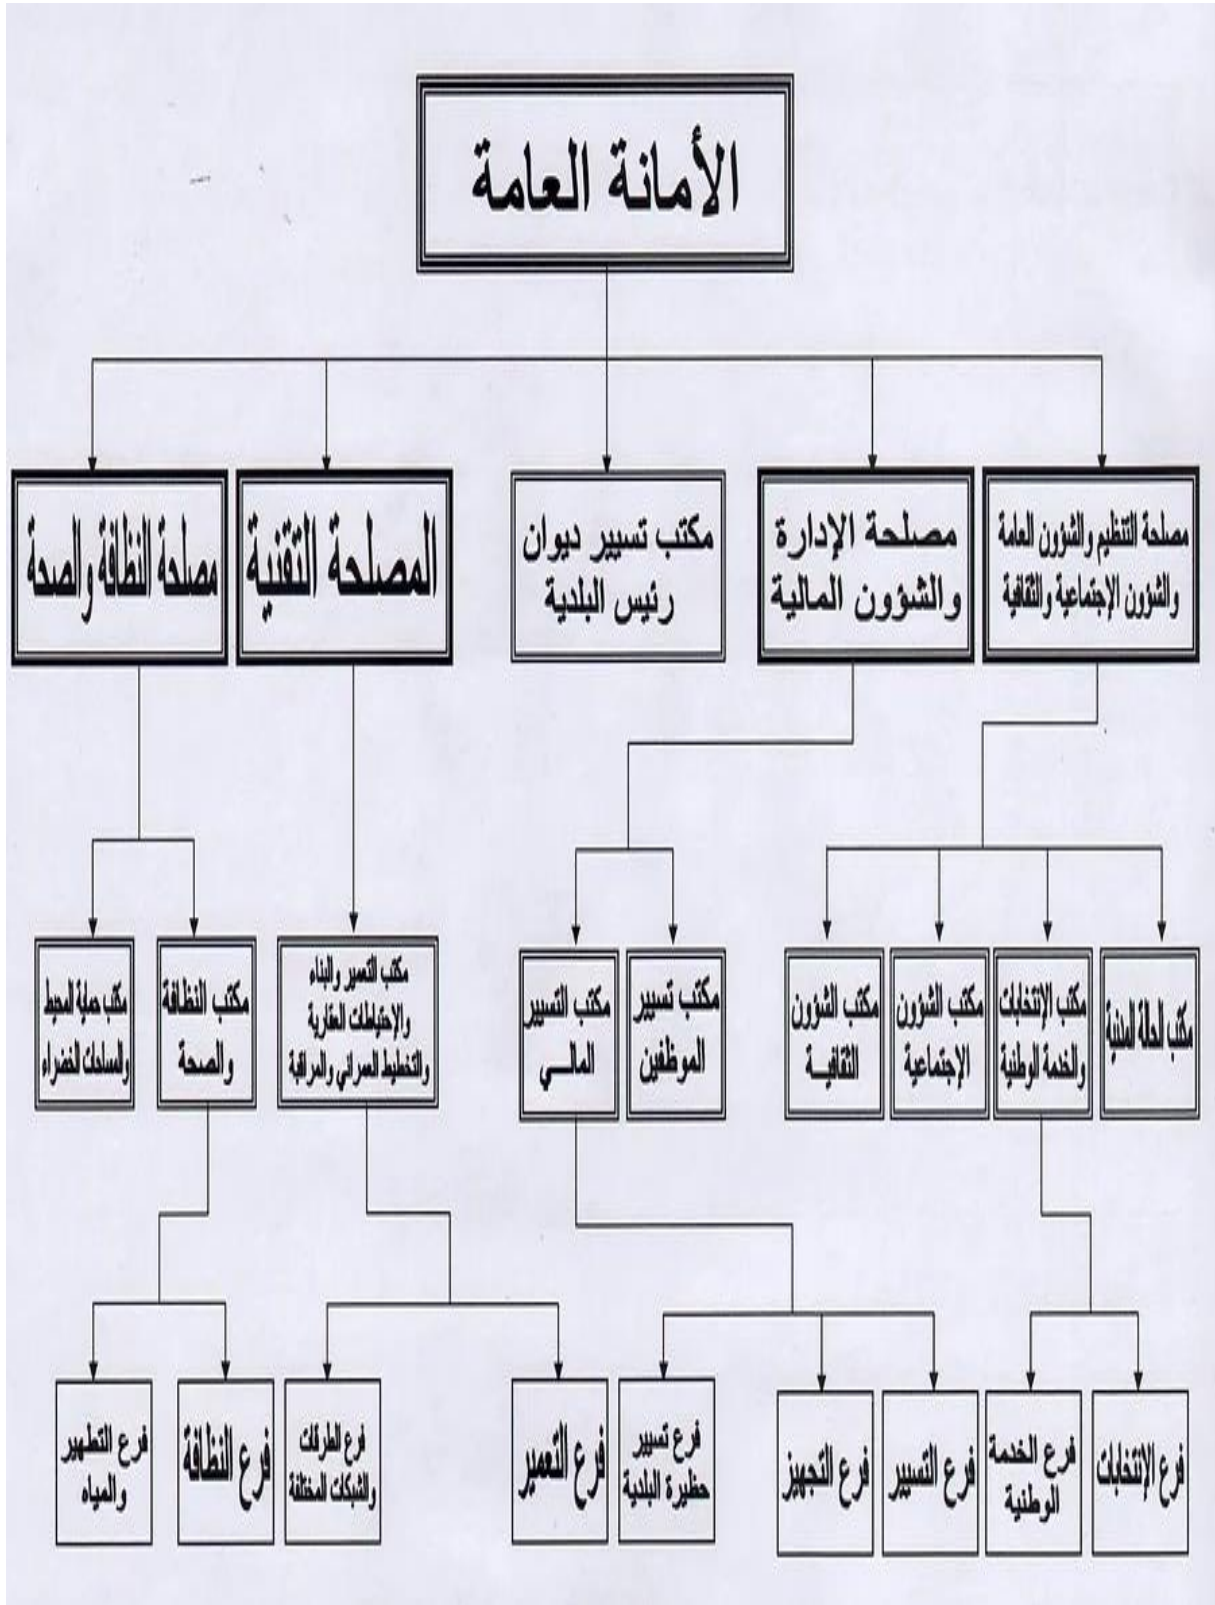 الأمانة العامة
مصلحة التنظيم والشؤون العامة
والشؤون الإجتماعية والثقافية
مصلحة الإدارة
والشؤون المالية
مكتب تسيير ديوان
رئيس البلدية
المصلحة التقنية
مصلحة النظافة والصحة
مكتب الحالة المدنية
مكتب الإنتخابات
والخدمة الوطنية
مكتب الشؤون
الإجتماعية
مكتب الشؤون
الثقافيـة
مكتب تسيير
الموظفين
مكتب التسيير
المالـــي
مكتب التعمير والبناء
والإحتياطات العقارية
والتخطيط العمراني والمراقبة
مكتب النظافة
والصحة
مكتب حماية المحيط
والمساحات الخضراء
فرع الإنتخابات
فرع الخدمة
الوطنية
فرع التسيير
فرع التجهيز
فرع تسيير
حظيرة البلدية
فرع التعمير
فرع الطرقات
والشبكات المختلفة
فرع النظافة
فرع التطهير
والمياه